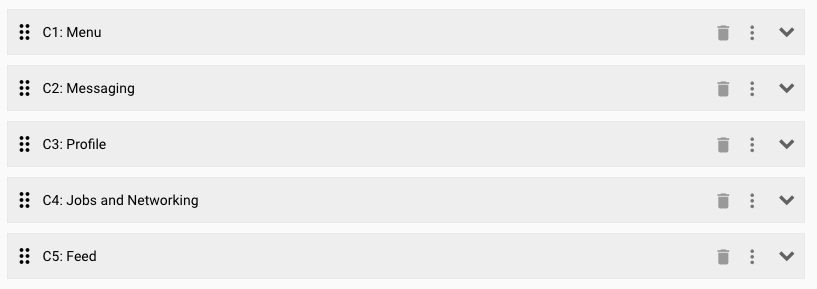 C1: Menu
C2: Messaging
C3: Profile
C4: Jobs and Networking
C5: Feed